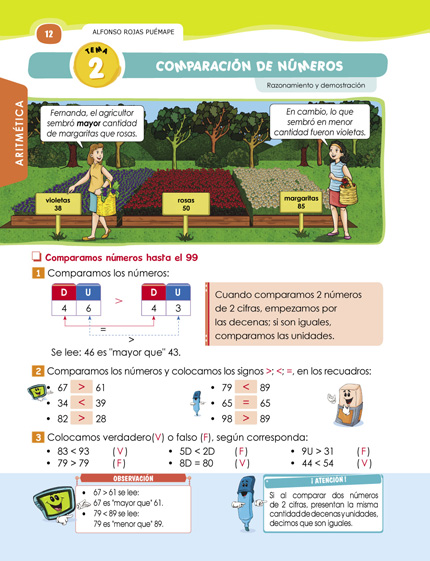 12
ALFONSO ROJAS PUÉMAPE
TEMA
2
COMPARACIÓN DE NÚMEROS
Razonamiento y demostración
ARITMÉTICA
Fernanda, el agricultor
sembró mayor cantidad
de margaritas que rosas.
En cambio, lo que
sembró en menor
cantidad fueron violetas.
violetas
38
rosas
50
margaritas
85
Comparamos números hasta el 99
1 Comparamos los números:
D U
4 6
>
D U
4 3
=
>
Se lee: 46 es "mayor que" 43.
Cuando comparamos 2 números
de 2 cifras, empezamos por
las decenas; si son iguales,
comparamos las unidades.
2 Comparamos los números y colocamos los signos >; <; =, en los recuadros:
• 67 > 61
• 79 < 89
• 34 < 39
• 65 = 65
• 82 > 28
• 98 > 89
3 Colocamos verdadero(V) o falso (F), según corresponda:
• 83 < 93 (V)
• 5D < 2D (F)
• 9U > 31 (F)
• 79 > 79 (F)
• 8D = 80 (V)
• 44 < 54 (V)
OBSERVACIÓN
• 67 > 61 se lee:
67 es "mayor que" 61.
• 79 < 89 se lee:
79 es "menor que" 89.
¡ ATENCIÓN !
Si al comparar dos números
de 2 cifras, presentan la misma
cantidad de decenas y unidades,
decimos que son iguales.